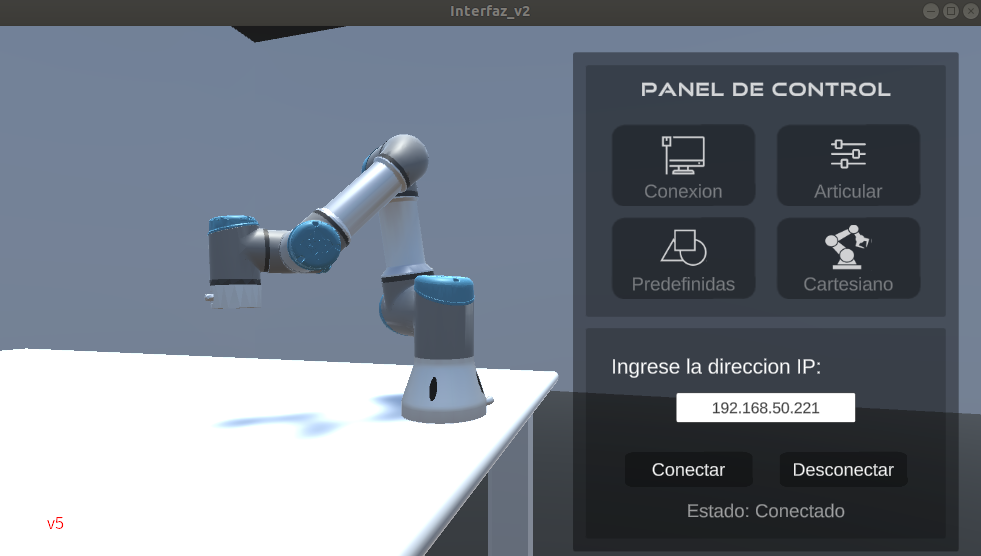 Interfaz_v2
PANEL DE CONTROL
Conexion
Articular
Predefinidas
Cartesiano
Ingrese la direccion IP:
192.168.50.221
Conectar
Desconectar
Estado: Conectado
v5